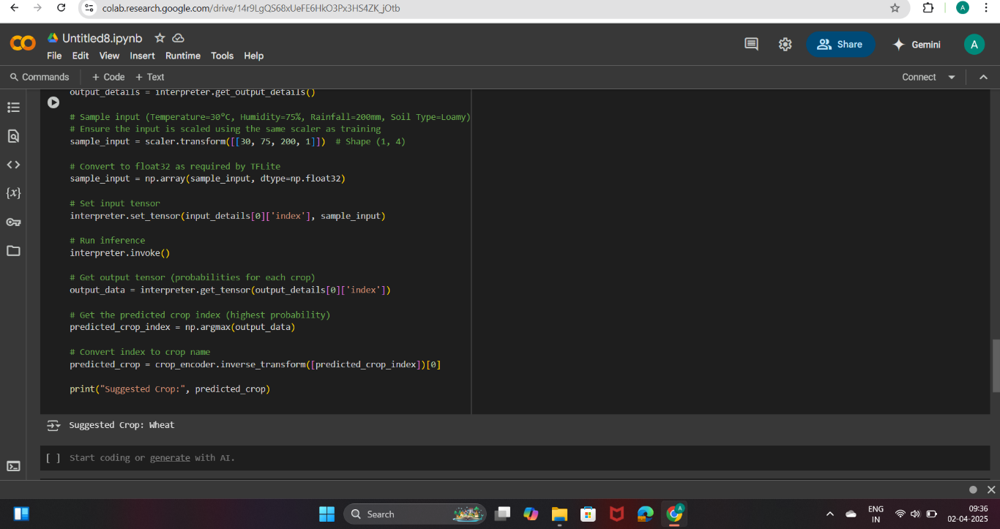 colab.research.google.com/drive/14r9LgQS68xUeFE6HkO3Px3HS4ZK_jOtb
A
Untitled8.ipynb
File Edit View Insert Runtime Tools Help
Share
Gemini
A
Commands + Code + Text
Connect
output_details = interpreter.get_output_details()
# Sample input (Temperature=30°C, Humidity=75%, Rainfall=200mm, Soil Type=Loamy)
# Ensure the input is scaled using the same scaler as training
sample_input = scaler.transform([[30, 75, 200, 1]]) # Shape (1, 4)
# Convert to float32 as required by TFLite
sample_input = np.array(sample_input, dtype=np.float32)
# Set input tensor
interpreter.set_tensor(input_details[0]['index'], sample_input)
# Run inference
interpreter.invoke()
# Get output tensor (probabilities for each crop)
output_data = interpreter.get_tensor(output_details[0]['index'])
# Get the predicted crop index (highest probability)
predicted_crop_index = np.argmax(output_data)
# Convert index to crop name
predicted_crop = crop_encoder.inverse_transform([predicted_crop_index])[0]
print("Suggested Crop:", predicted_crop)
Suggested Crop: Wheat
[ ] Start coding or generate with AI.
Search
A
ENG
IN
09:36
02-04-2025